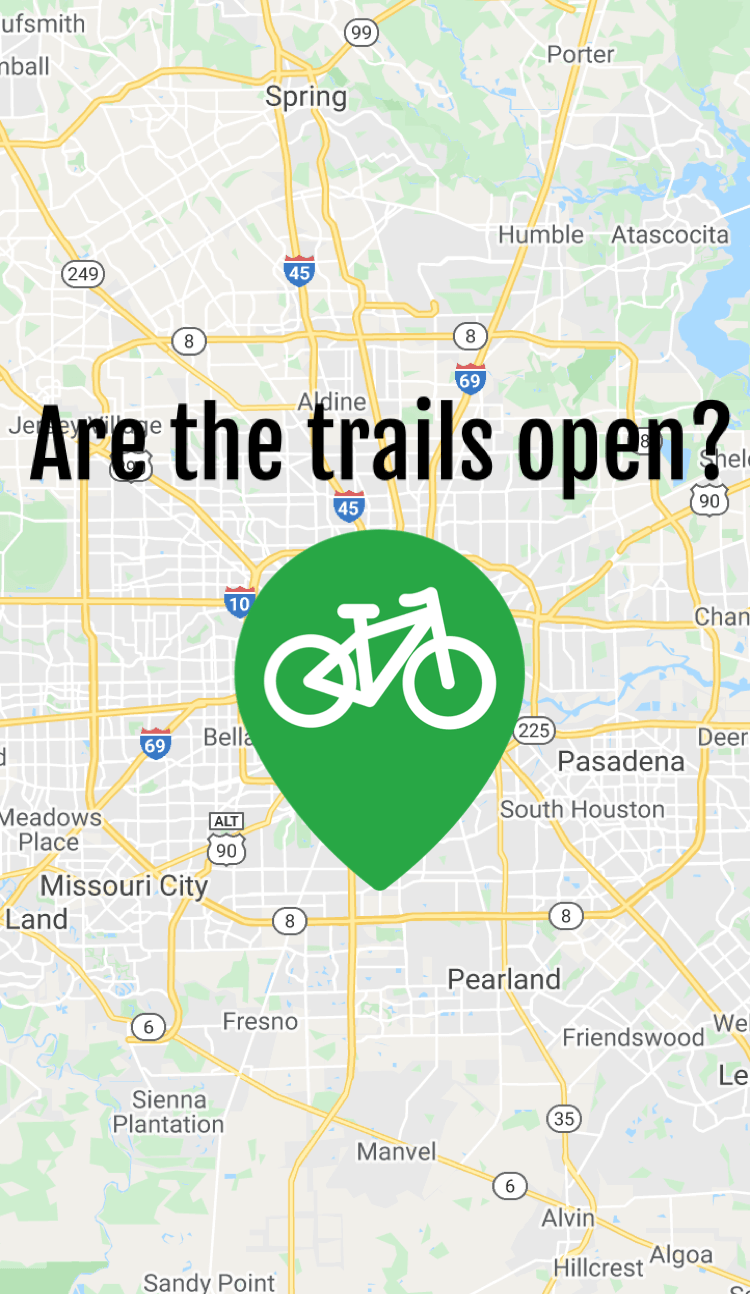 ufsmith
99
Porter
mball
Spring
Humble
Atascocita
249
45
8
8
69
Aldine
Jersey Village
Are the trails open?
8
Shel
90
45
10
Chan
69
Bella
225
Deer
Pasadena
Meadows
Place
South Houston
ALT
90
Missouri City
Land
8
8
Pearland
6
Fresno
We
Friendswood
Le
Sienna
Plantation
35
Manvel
6
Alvin
Hillcrest
Algoa
Sandy Point